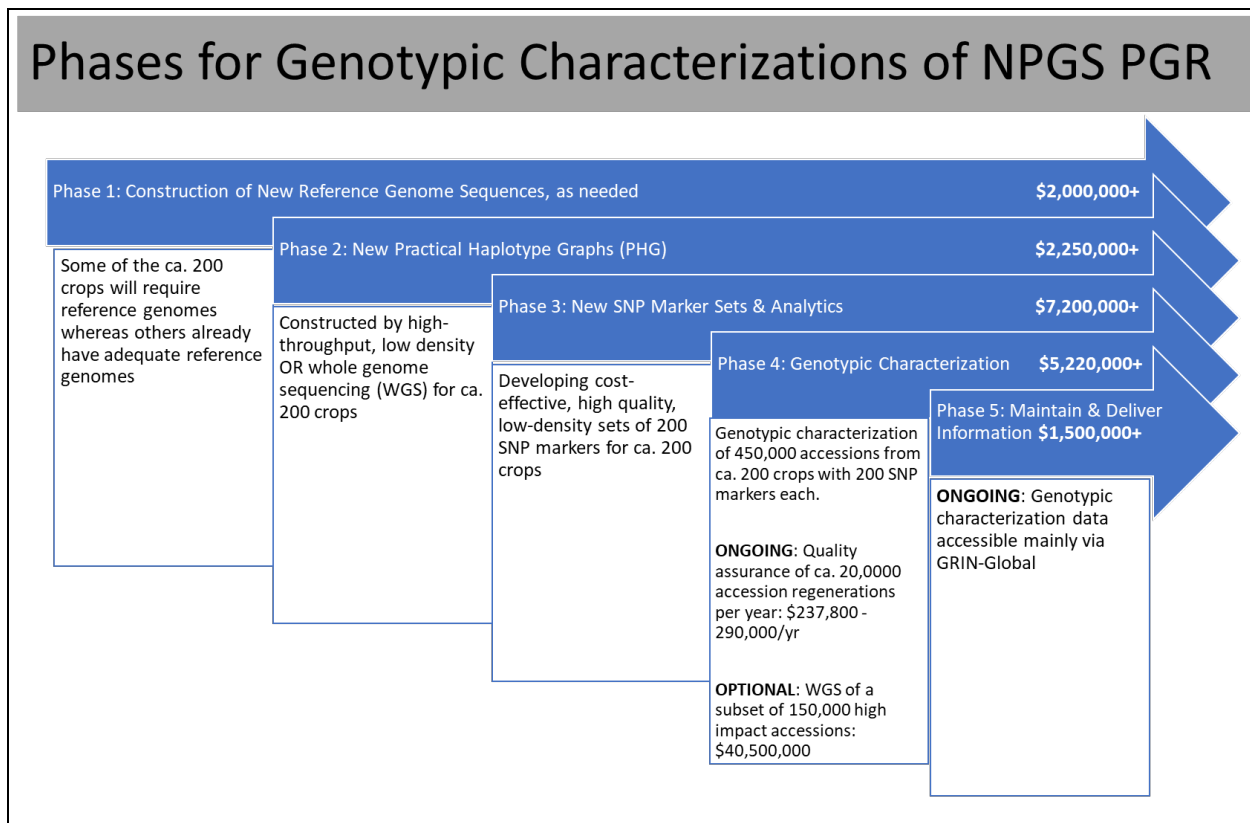 Phases for Genotypic Characterizations of NPGS PGR
Phase 1: Construction of New Reference Genome Sequences, as needed $2,000,000+
Some of the ca. 200
crops will require
reference genomes
whereas others already
have adequate reference
genomes
Phase 2: New Practical Haplotype Graphs (PHG) $2,250,000+
Constructed by high-
throughput, low density
OR whole genome
sequencing (WGS) for ca.
200 crops
Phase 3: New SNP Marker Sets & Analytics $7,200,000+
Developing cost-
effective, high quality,
low-density sets of 200
SNP markers for ca. 200
crops
Phase 4: Genotypic Characterization $5,220,000+
Genotypic characterization
of 450,000 accessions from
ca. 200 crops with 200 SNP
markers each.
ONGOING: Quality
assurance of ca. 20,0000
accession regenerations
per year: $237,800 -
290,000/yr
OPTIONAL: WGS of a
subset of 150,000 high
impact accessions:
$40,500,000
Phase 5: Maintain & Deliver
Information $1,500,000+
ONGOING: Genotypic
characterization data
accessible mainly via
GRIN-Global